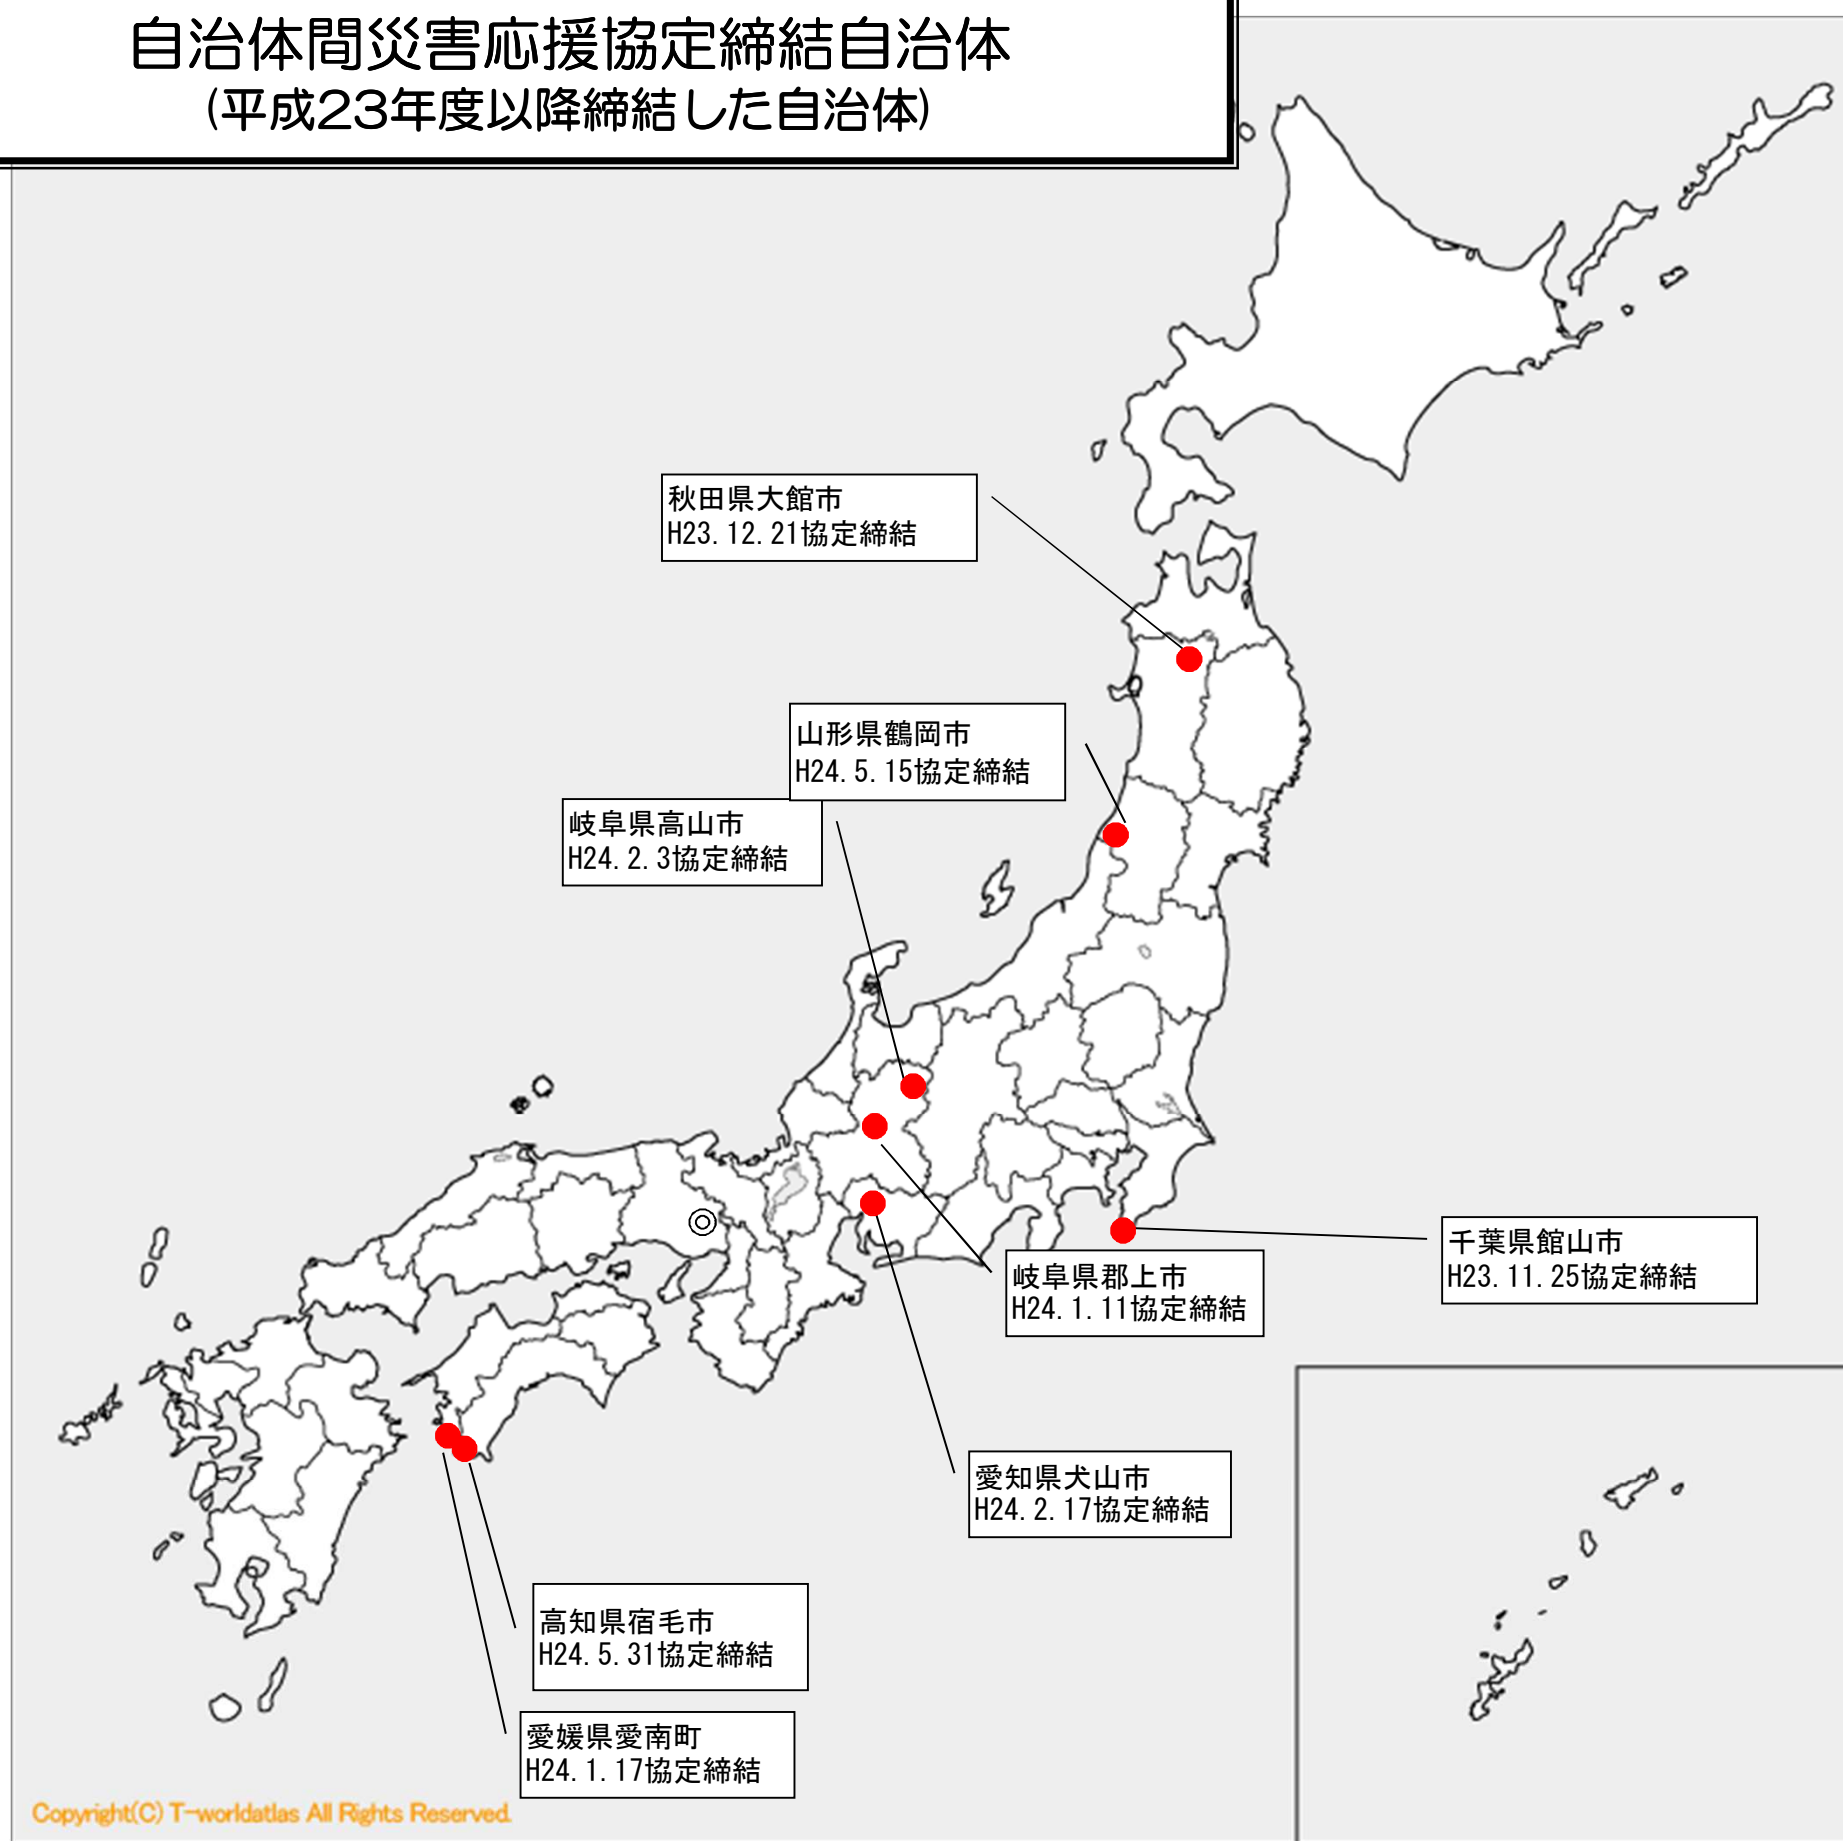 自治体間災害応援協定締結自治体
(平成23年度以降締結した自治体)
秋田県大館市
H23.12.21協定締結
山形県鶴岡市
H24.5.15協定締結
岐阜県高山市
H24.2.3協定締結
千葉県館山市
H23.11.25協定締結
岐阜県郡上市
H24.1.11協定締結
愛知県犬山市
H24.2.17協定締結
高知県宿毛市
H24.5.31協定締結
愛媛県愛南町
H24.1.17協定締結
Copyright(C) T-worldatlas All Rights Reserved.